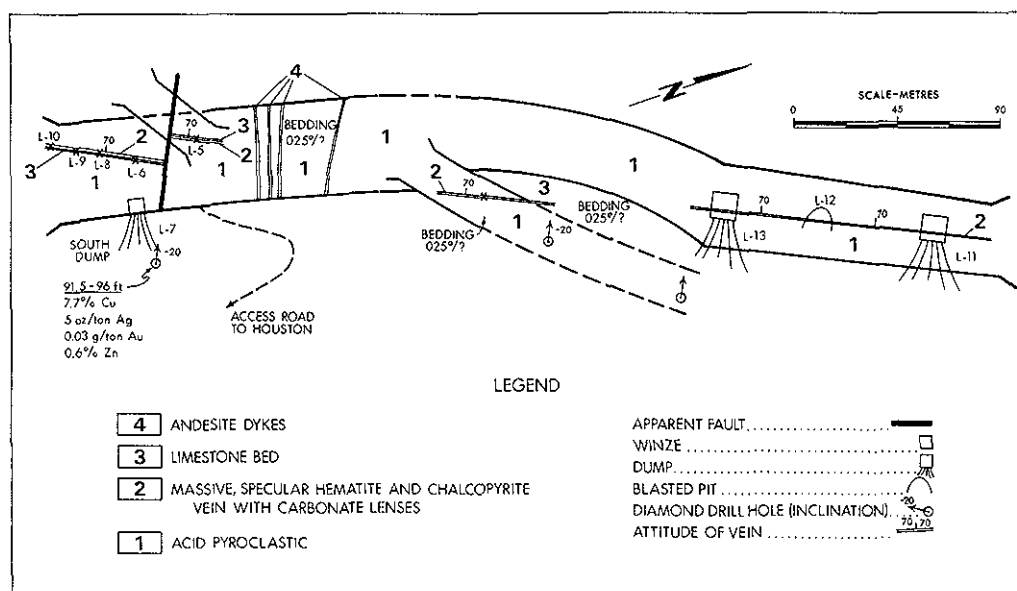 4
N
SCALE-METRES
0 45 90
L-10
70
2
L-9
L-8
L-6
3
1
70
3
L-5
2
1
BEDDING
025°/?
1
1
1
2
70
3
1
BEDDING
025°/?
BEDDING
025°/?
-20
70
L-12
70
2
1
L-13
L-11
L-7
SOUTH
DUMP
-20
91.5-96 ft
7.7% Cu
5 oz/ton Ag
0.03 g/ton Au
0.6% Zn
ACCESS ROAD
TO HOUSTON
LEGEND
4 ANDESITE DYKES
3 LIMESTONE BED
2 MASSIVE, SPECULAR HEMATITE AND CHALCOPYRITE
VEIN WITH CARBONATE LENSES
1 ACID PYROCLASTIC
APPARENT FAULT
WINZE
DUMP
BLASTED PIT
DIAMOND DRILL HOLE (INCLINATION)
-20
ATTITUDE OF VEIN
70 70